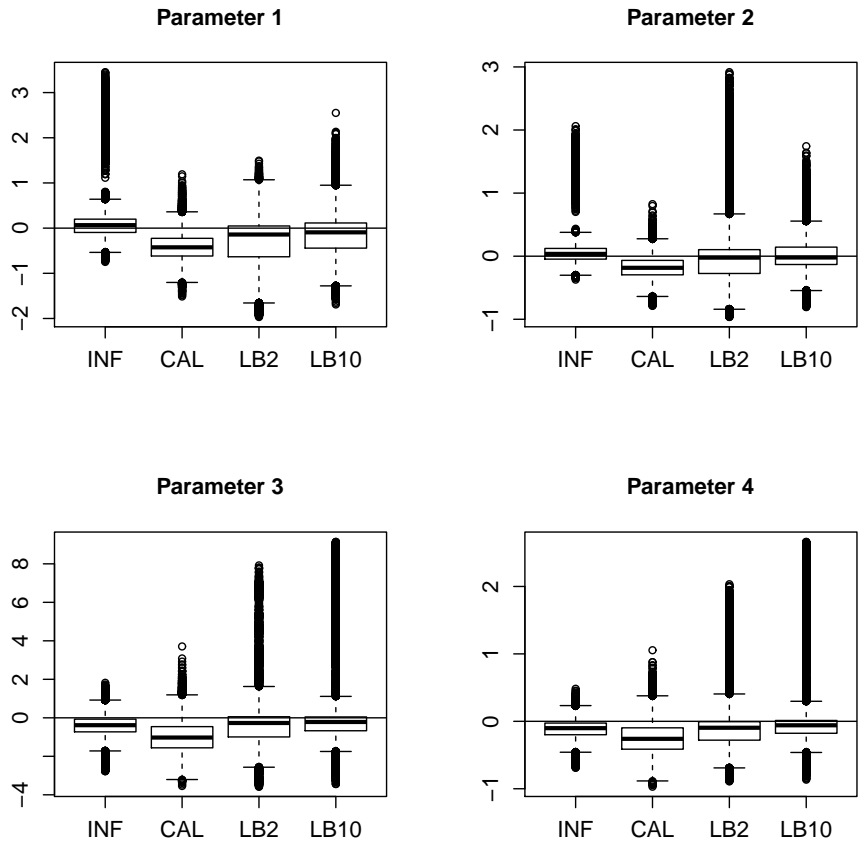 Parameter 1
3
2
1
0
−1
−2
INF CAL LB2 LB10
Parameter 2
3
2
1
0
−1
INF CAL LB2 LB10
Parameter 3
8
6
4
2
0
−4
INF CAL LB2 LB10
Parameter 4
2
1
0
−1
INF CAL LB2 LB10